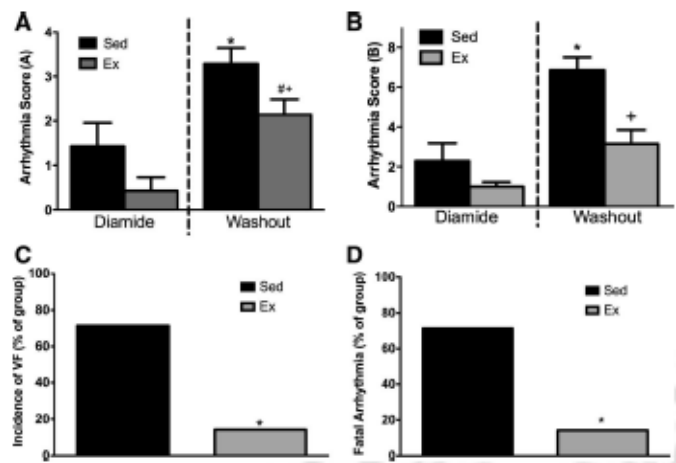 A
Arrhythmia Score (A)
4
3
2
1
0
Sed
Ex
*
#+
Diamide
Washout
B
Arrhythmia Score (B)
8
6
4
2
0
Sed
Ex
*
+
Diamide
Washout
C
Incidence of VF (% of group)
100
80
60
40
20
0
Sed
Ex
*
D
Fatal Arrhythmia (% of group)
100
80
60
40
20
0
Sed
Ex
*